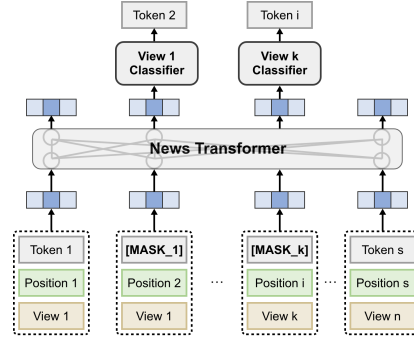 Token 2 Token i
View 1 View k
Classifier Classifier
News Transformer
Token 1 [MASK_1] [MASK_k] Token s
Position 1 Position 2 ... Position i ... Position s
View 1 View 1 View k View n